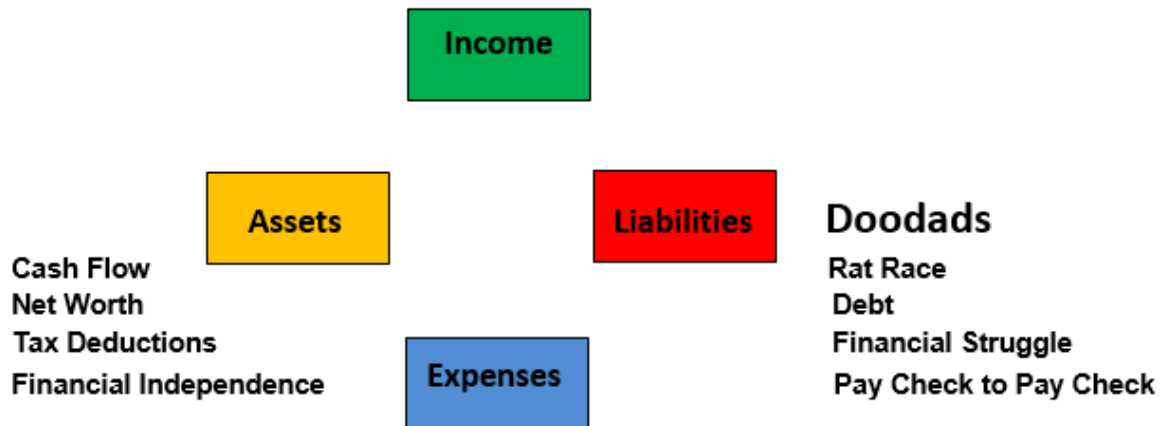 Income
Assets
Liabilities
Doodads
Cash Flow
Net Worth
Tax Deductions
Financial Independence
Rat Race
Debt
Financial Struggle
Pay Check to Pay Check
Expenses